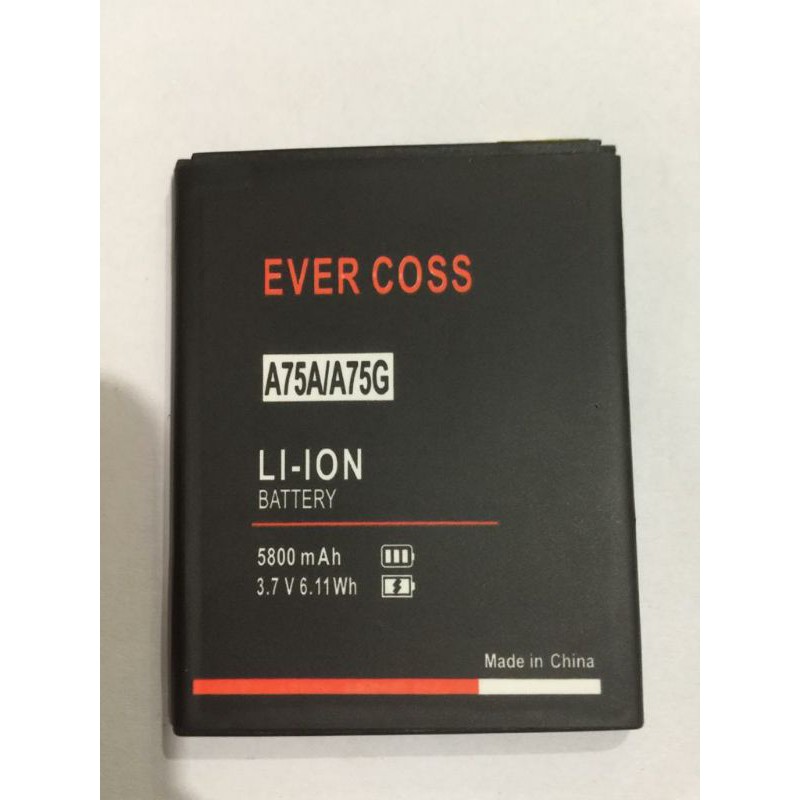 EVER COSS
A75A/A75G
LI-ION
BATTERY
5800 mAh
3.7 V 6.11Wh
Made in China